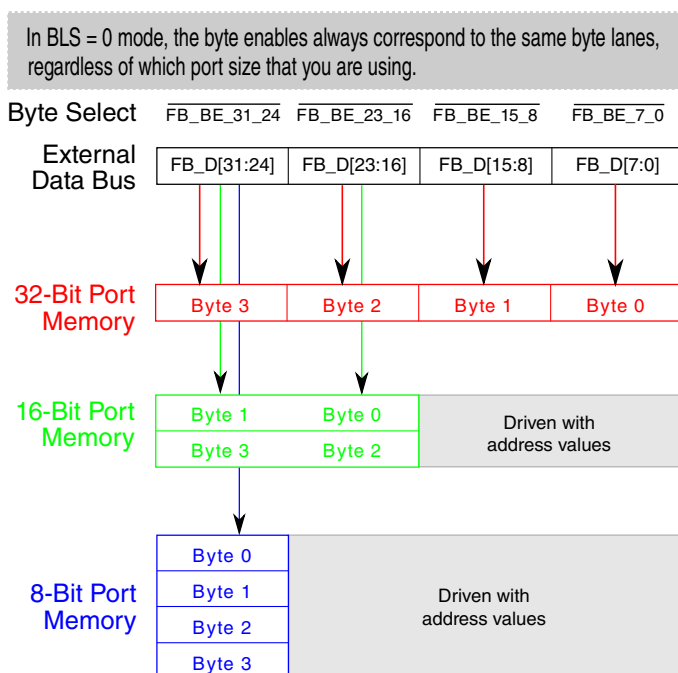 In BLS = 0 mode, the byte enables always correspond to the same byte lanes,
regardless of which port size that you are using.
Byte Select FB_BE_31_24 FB_BE_23_16 FB_BE_15_8 FB_BE_7_0
External
Data Bus
FB_D[31:24] FB_D[23:16] FB_D[15:8] FB_D[7:0]
32-Bit Port
Memory
Byte 3 Byte 2 Byte 1 Byte 0
16-Bit Port
Memory
Byte 1 Byte 0
Byte 3 Byte 2
Driven with
address values
8-Bit Port
Memory
Byte 0
Byte 1
Byte 2
Byte 3
Driven with
address values